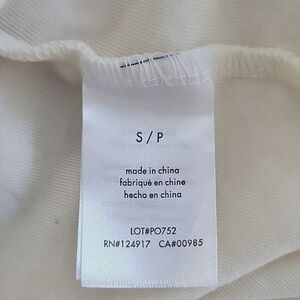 S / P
made in china
fabriqué en chine
hecho en china
LOT#PO752
RN#124917 CA#00985